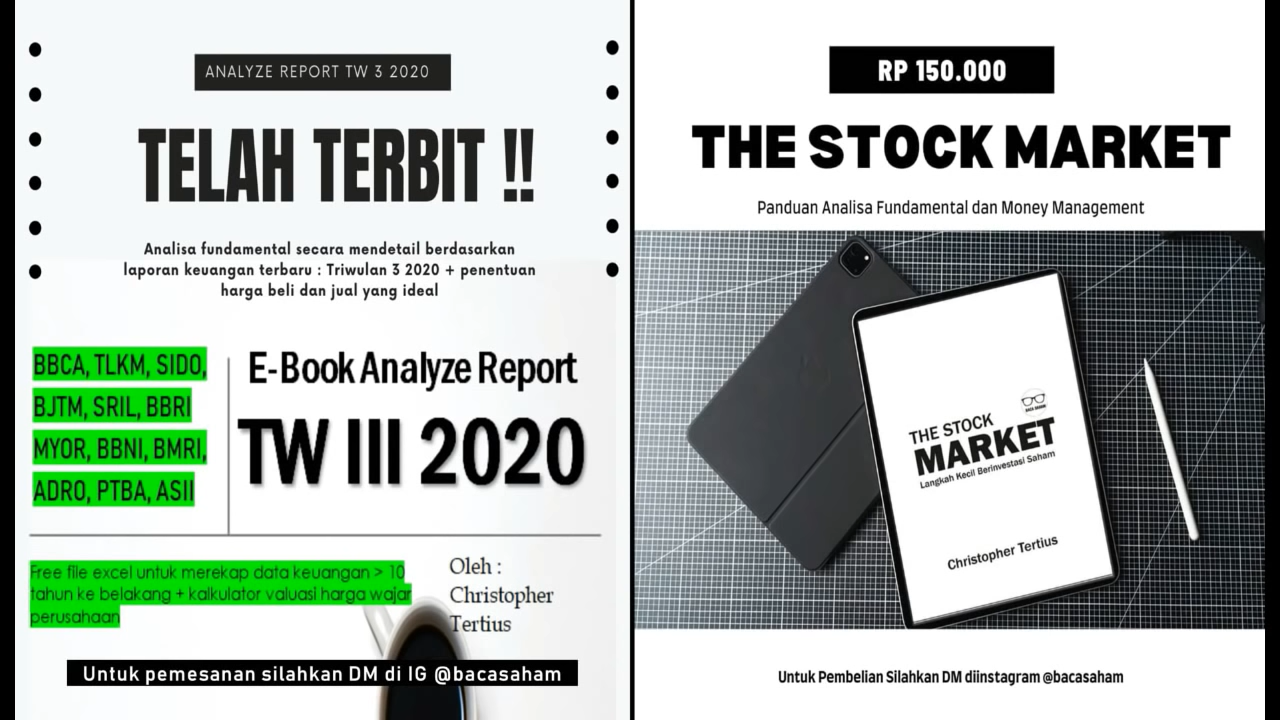 ANALYZE REPORT TW 3 2020
TELAH TERBIT !!
Analisa fundamental secara mendetail berdasarkan
laporan keuangan terbaru : Triwulan 3 2020 + penentuan
harga beli dan jual yang ideal
BBCA, TLKM, SIDO,
BJTM, SRIL, BBRI
MYOR, BBNI, BMRI,
ADRO, PTBA, ASII
E-Book Analyze Report
TW III 2020
Free file excel untuk merekap data keuangan > 10
tahun ke belakang + kalkulator valuasi harga wajar
perusahaan
Oleh :
Christopher
Tertius
Untuk pemesanan silahkan DM di IG @bacasaham
RP 150.000
THE STOCK MARKET
Panduan Analisa Fundamental dan Money Management
BACA SAHAM
THE STOCK
MARKET
Langkah Kecil Berinvestasi Saham
Christopher Tertius
Untuk Pembelian Silahkan DM diinstagram @bacasaham